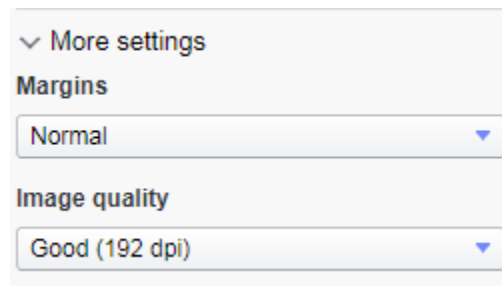 More settings
Margins
Normal
Image quality
Good (192 dpi)